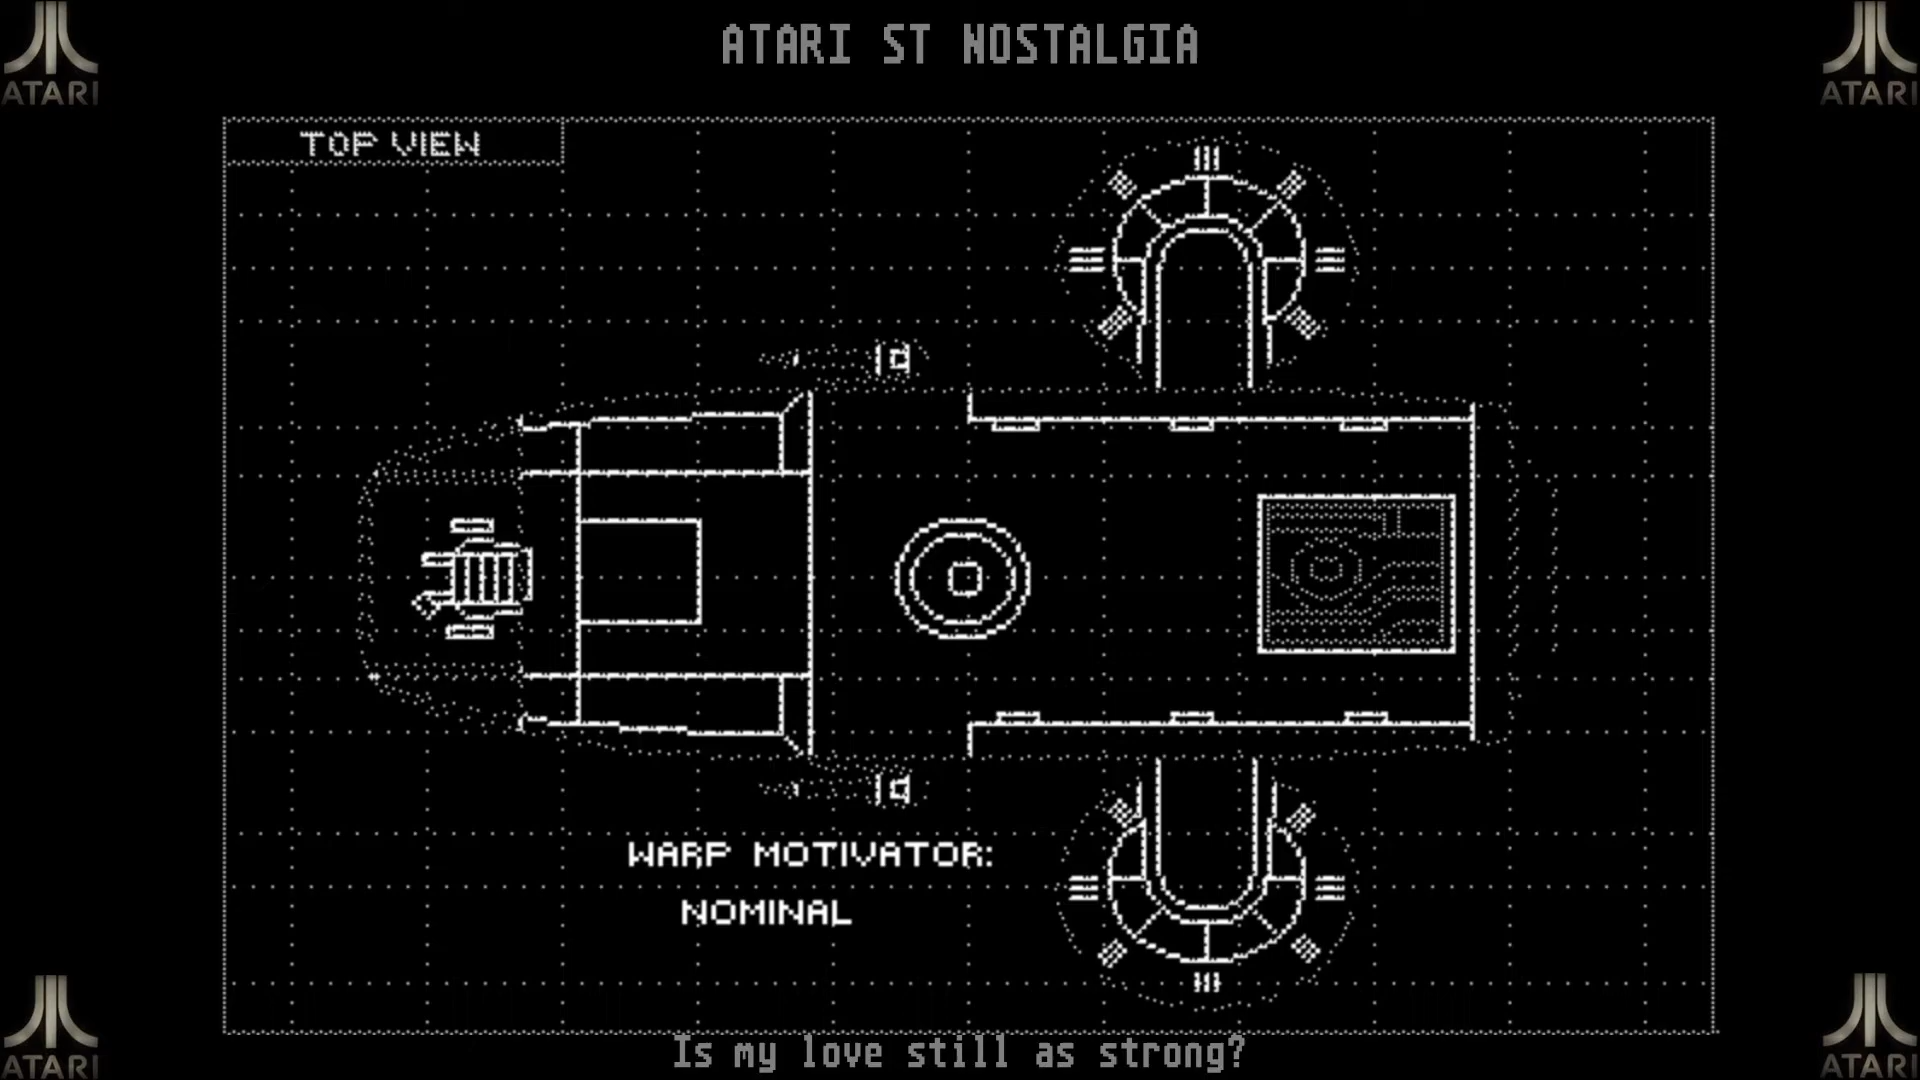 ATARI ST NOSTALGIA
ATARI
ATARI
TOP VIEW
WARP MOTIVATOR:
NOMINAL
Is my love still as strong?
ATARI
ATARI